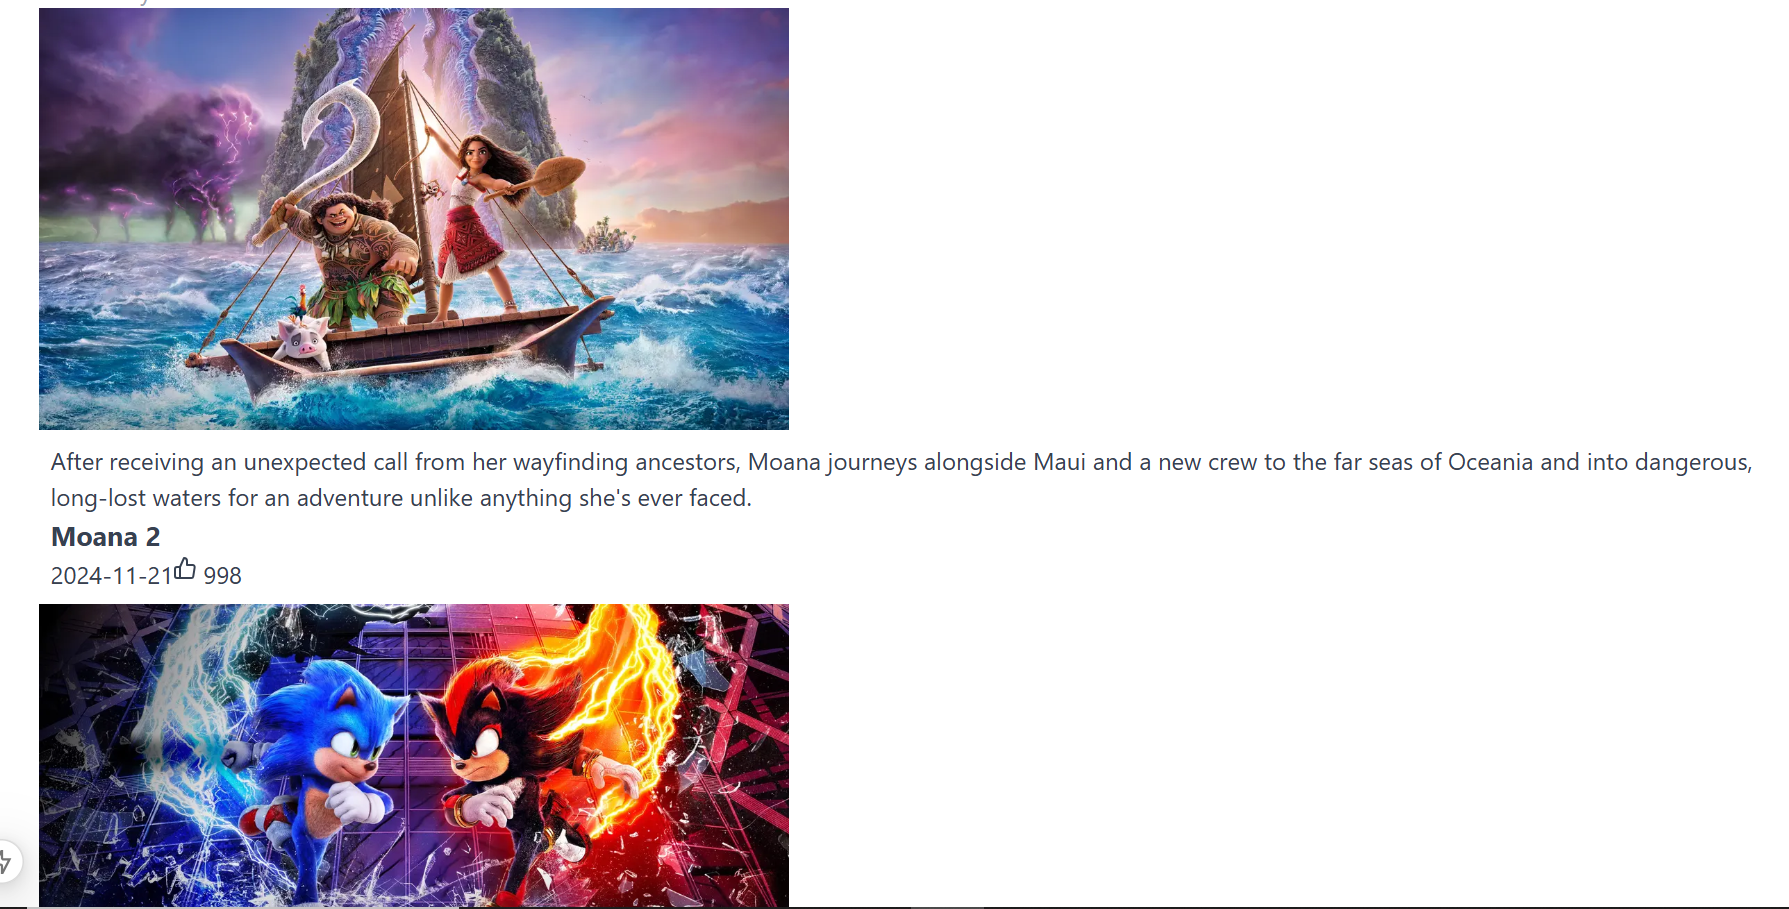 After receiving an unexpected call from her wayfinding ancestors, Moana journeys alongside Maui and a new crew to the far seas of Oceania and into dangerous,
long-lost waters for an adventure unlike anything she's ever faced.
Moana 2
2024-11-21 998